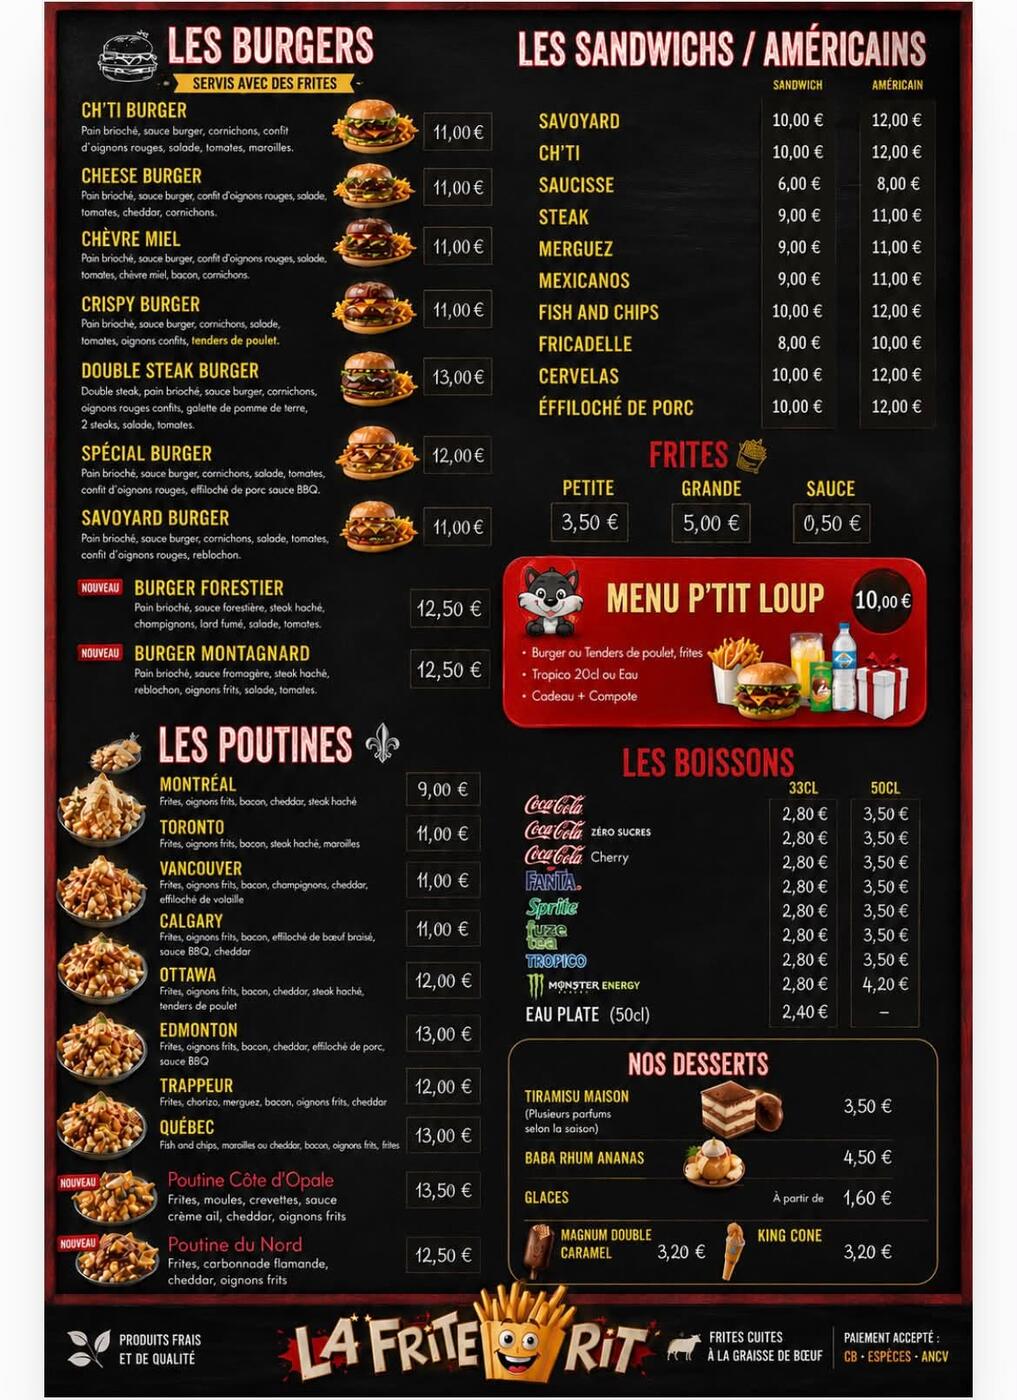 LES BURGERS
SERVIS AVEC DES FRITES
CH'TI BURGER
Pain brioché, sauce burger, cornichons, confit
d'oignons rouges, salade, tomates, maroilles.
11,00 €
CHEESE BURGER
Pain brioché, sauce burger, confit d'oignons rouges, salade,
tomates, cheddar, cornichons.
11,00 €
CHÈVRE MIEL
Pain brioché, sauce burger, confit d'oignons rouges, salade,
tomates, chèvre miel, bacon, cornichons.
11,00 €
CRISPY BURGER
Pain brioché, sauce burger, cornichons, salade,
tomates, oignons confits, tenders de poulet.
11,00 €
DOUBLE STEAK BURGER
Double steak, pain brioché, sauce burger, cornichons,
oignons rouges confits, galette de pomme de terre,
2 steaks, salade, tomates.
13,00 €
SPÉCIAL BURGER
Pain brioché, sauce burger, cornichons, salade, tomates,
confit d'oignons rouges, effiloché de porc sauce BBQ.
12,00 €
SAVOYARD BURGER
Pain brioché, sauce burger, cornichons, salade, tomates,
confit d'oignons rouges, reblochon.
11,00 €
NOUVEAU BURGER FORESTIER
Pain brioché, sauce forestière, steak haché,
champignons, lard fumé, salade, tomates.
12,50 €
NOUVEAU BURGER MONTAGNARD
Pain brioché, sauce fromagère, steak haché,
reblochon, oignons frits, salade, tomates.
12,50 €
LES POUTINES
MONTRÉAL
Frites, oignons frits, bacon, cheddar, steak haché
9,00 €
TORONTO
Frites, oignons frits, bacon, steak haché, maroilles
11,00 €
VANCOUVER
Frites, oignons frits, bacon, champignons, cheddar,
effiloché de volaille
11,00 €
CALGARY
Frites, oignons frits, bacon, effiloché de bœuf braisé,
sauce BBQ, cheddar
11,00 €
OTTAWA
Frites, oignons frits, bacon, cheddar, steak haché,
tenders de poulet
12,00 €
EDMONTON
Frites, oignons frits, bacon, cheddar, effiloché de porc,
sauce BBQ
13,00 €
TRAPPEUR
Frites, chorizo, merguez, bacon, oignons frits, cheddar
12,00 €
QUÉBEC
Fish and chips, maroilles ou cheddar, bacon, oignons frits, frites
13,00 €
NOUVEAU Poutine Côte d'Opale
Frites, moules, crevettes, sauce
crème ail, cheddar, oignons frits
13,50 €
NOUVEAU Poutine du Nord
Frites, carbonnade flamande,
cheddar, oignons frits
12,50 €
LES SANDWICHS / AMÉRICAINS
SANDWICH AMÉRICAIN
SAVOYARD 10,00 € 12,00 €
CH'TI 10,00 € 12,00 €
SAUCISSE 6,00 € 8,00 €
STEAK 9,00 € 11,00 €
MERGUEZ 9,00 € 11,00 €
MEXICANOS 9,00 € 11,00 €
FISH AND CHIPS 10,00 € 12,00 €
FRICADELLE 8,00 € 10,00 €
CERVELAS 10,00 € 12,00 €
ÉFFILOCHÉ DE PORC 10,00 € 12,00 €
FRITES
PETITE GRANDE SAUCE
3,50 € 5,00 € 0,50 €
MENU P'TIT LOUP 10,00 €
• Burger ou Tenders de poulet, frites
• Tropico 20cl ou Eau
• Cadeau + Compote
LES BOISSONS
33CL 50CL
Coca-Cola 2,80 € 3,50 €
Coca-Cola ZÉRO SUCRES 2,80 € 3,50 €
Coca-Cola Cherry 2,80 € 3,50 €
FANTA 2,80 € 3,50 €
Sprite 2,80 € 3,50 €
fuze tea 2,80 € 3,50 €
TROPICO 2,80 € 3,50 €
MONSTER ENERGY 2,80 € 4,20 €
EAU PLATE (50cl) 2,40 € –
NOS DESSERTS
TIRAMISU MAISON
(Plusieurs parfums
selon la saison)
3,50 €
BABA RHUM ANANAS 4,50 €
GLACES À partir de 1,60 €
MAGNUM DOUBLE
CARAMEL 3,20 €
KING CONE
3,20 €
PRODUITS FRAIS
ET DE QUALITÉ
LA FRITE RIT
FRITES CUITES
À LA GRAISSE DE BŒUF
PAIEMENT ACCEPTÉ :
CB • ESPÈCES • ANCV